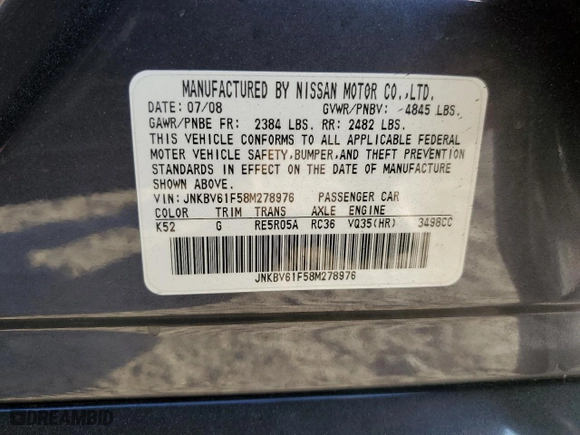 MANUFACTURED BY NISSAN MOTOR CO.,LTD.
DATE: 07/08 GVWR/PNBV: 4845 LBS.
GAWR/PNBE FR: 2384 LBS. RR: 2482 LBS.
THIS VEHICLE CONFORMS TO ALL APPLICABLE FEDERAL
MOTOR VEHICLE SAFETY,BUMPER,AND THEFT PREVENTION
STANDARDS IN EFFECT ON THE DATE OF MANUFACTURE
SHOWN ABOVE.
VIN: JNKBV61F58M278976 PASSENGER CAR
COLOR TRIM TRANS AXLE ENGINE
K52 G RE5R05A RC36 VQ35(HR) 3498CC
JNKBV61F58M278976
DREAMBID